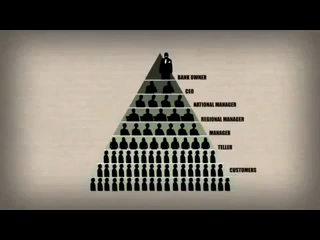 BANK OWNER
CEO
NATIONAL MANAGER
REGIONAL MANAGER
MANAGER
TELLER
CUSTOMERS